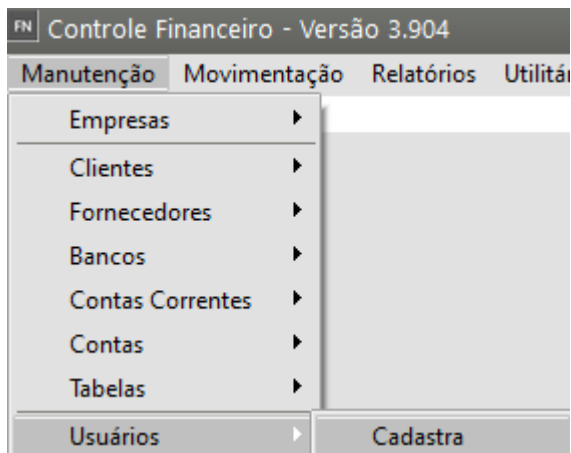 FN Controle Financeiro - Versão 3.904
Manutenção Movimentação Relatórios
Empresas
Clientes
Fornecedores
Bancos
Contas Correntes
Contas
Tabelas
Usuários Cadastra